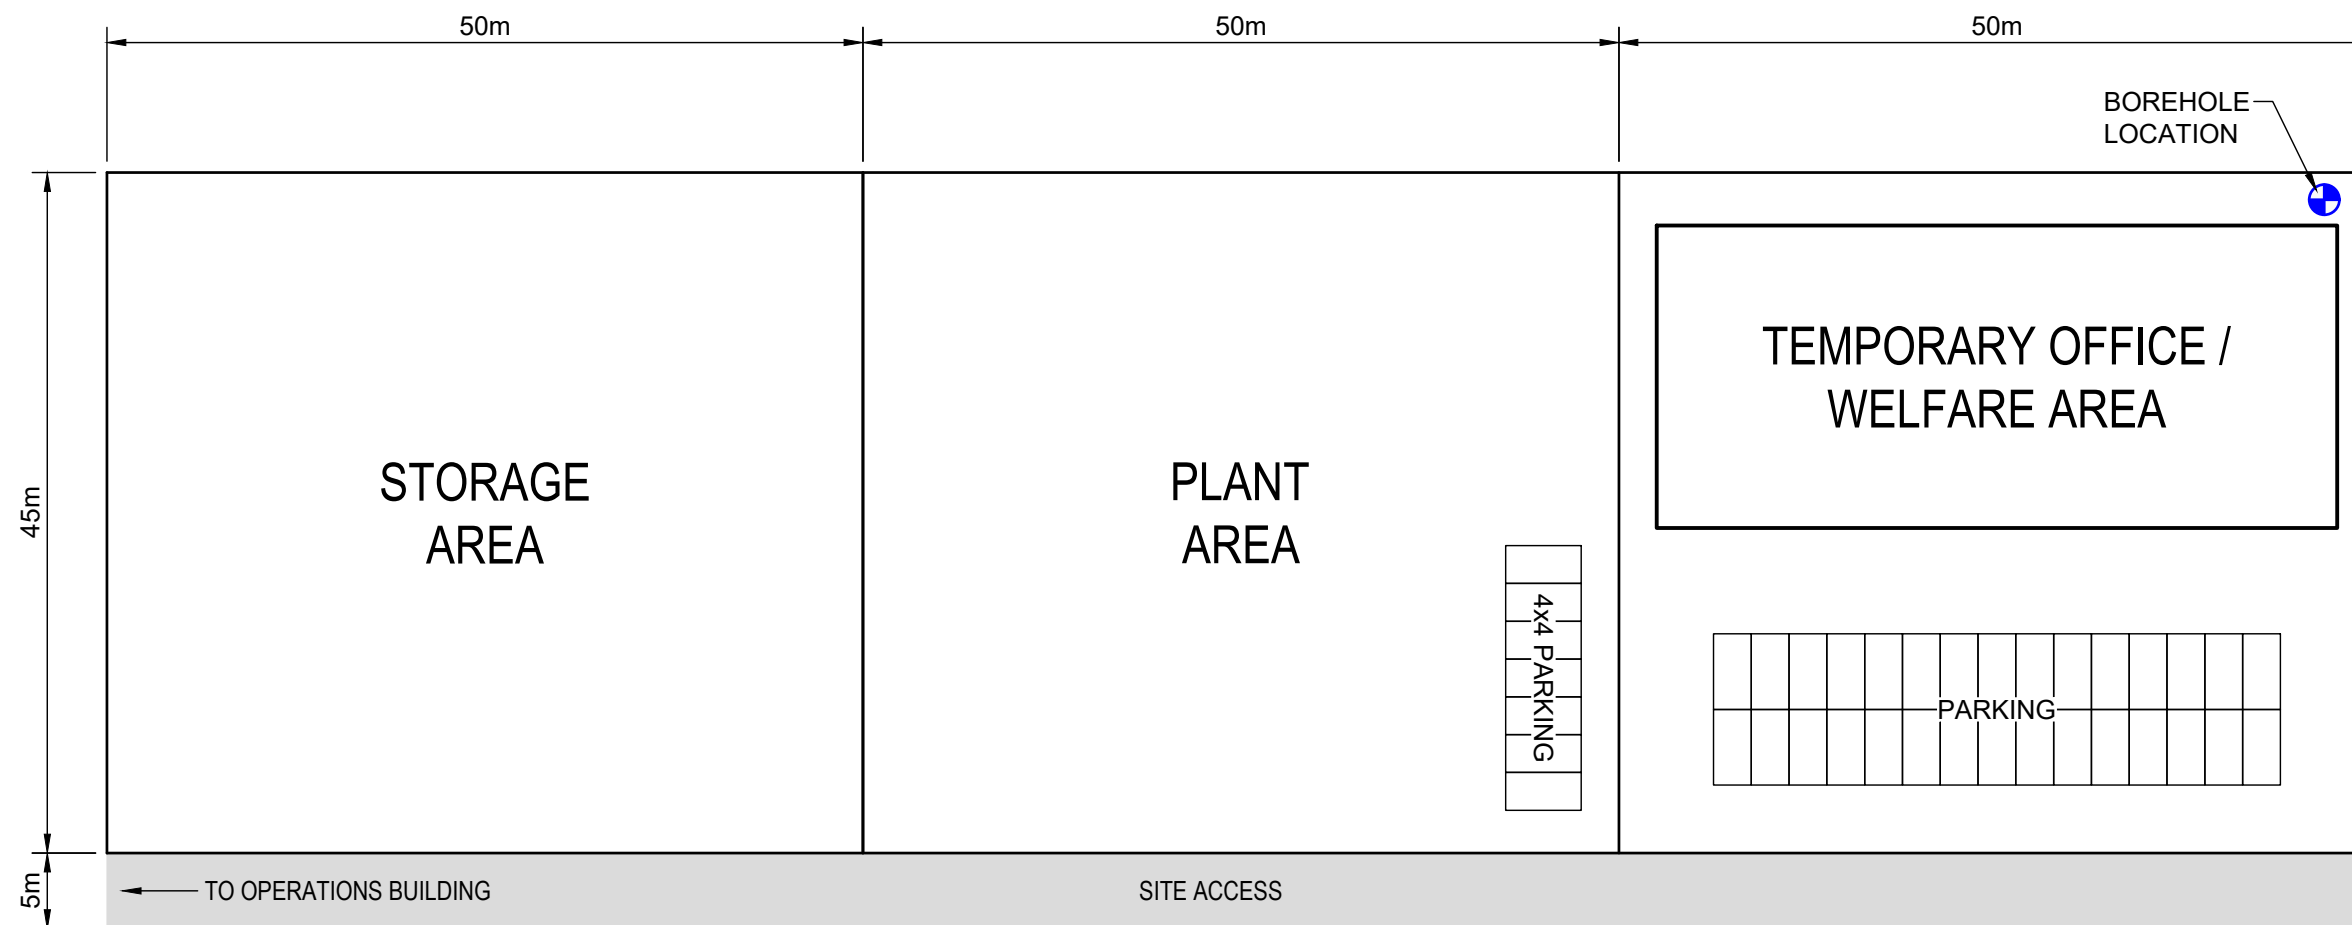 50m
50m
50m
BOREHOLE
LOCATION
TEMPORARY OFFICE /
WELFARE AREA
STORAGE
AREA
PLANT
AREA
45m
4x4 PARKING
PARKING
5m
TO OPERATIONS BUILDING
SITE ACCESS